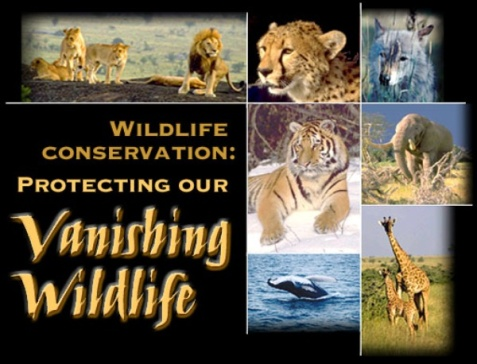 Wildlife
conservation:
Protecting our
Vanishing
Wildlife